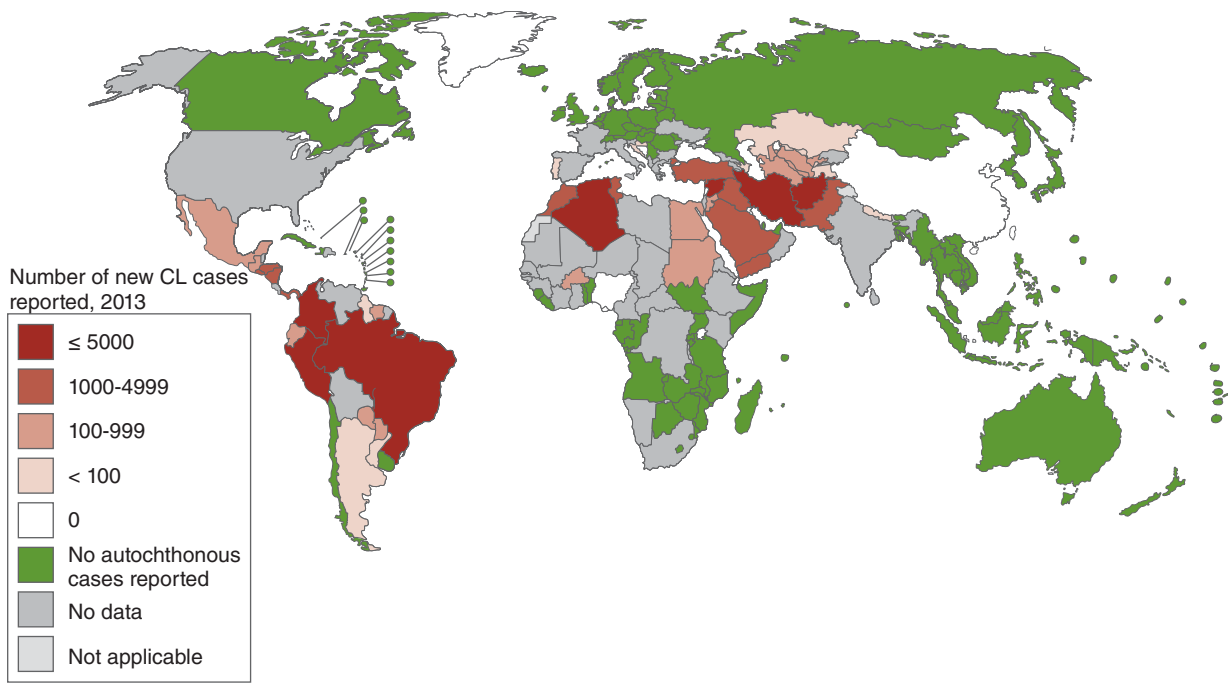 Number of new CL cases
reported, 2013
≤ 5000
1000-4999
100-999
< 100
0
No autochthonous
cases reported
No data
Not applicable